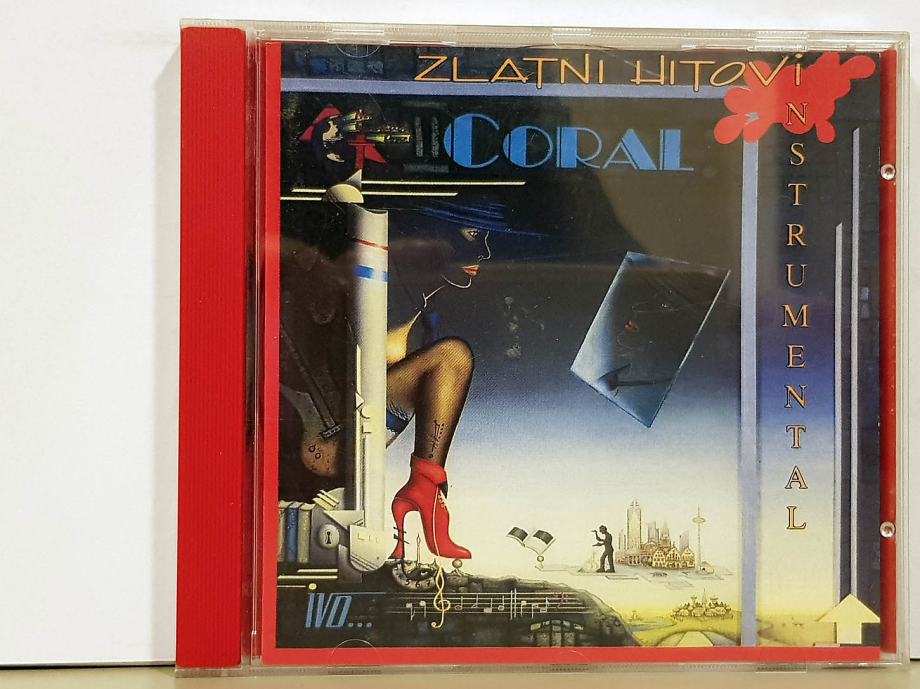 ZLATNI HITOVI
CORAL
INSTRUMENTAL
ivo...